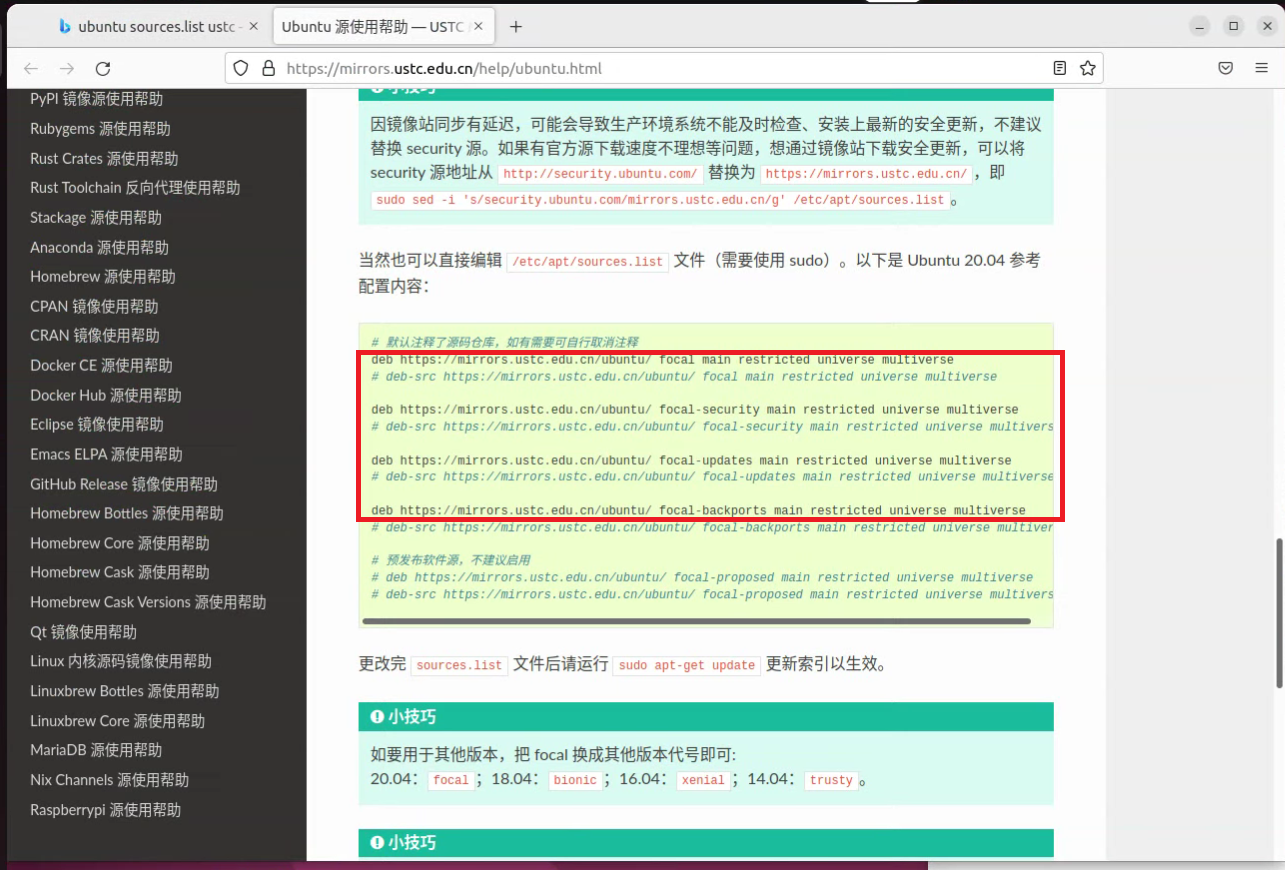 ubuntu sources.list ustc -
Ubuntu 源使用帮助 — USTC
https://mirrors.ustc.edu.cn/help/ubuntu.html
PyPI 镜像源使用帮助
Rubygems 源使用帮助
Rust Crates 源使用帮助
Rust Toolchain 反向代理使用帮助
Stackage 源使用帮助
Anaconda 源使用帮助
Homebrew 源使用帮助
CPAN 镜像使用帮助
CRAN 镜像使用帮助
Docker CE 源使用帮助
Docker Hub 源使用帮助
Eclipse 镜像使用帮助
Emacs ELPA 源使用帮助
GitHub Release 镜像使用帮助
Homebrew Bottles 源使用帮助
Homebrew Core 源使用帮助
Homebrew Cask 源使用帮助
Homebrew Cask Versions 源使用帮助
Qt 镜像使用帮助
Linux 内核源码镜像使用帮助
Linuxbrew Bottles 源使用帮助
Linuxbrew Core 源使用帮助
MariaDB 源使用帮助
Nix Channels 源使用帮助
Raspberrypi 源使用帮助
小技巧
因镜像站同步有延迟，可能会导致生产环境系统不能及时检查、安装上最新的安全更新，不建议
替换 security 源。如果有官方源下载速度不理想等问题，想通过镜像站下载安全更新，可以将
security 源地址从 http://security.ubuntu.com/ 替换为 https://mirrors.ustc.edu.cn/ ，即
sudo sed -i 's/security.ubuntu.com/mirrors.ustc.edu.cn/g' /etc/apt/sources.list 。
当然也可以直接编辑 /etc/apt/sources.list 文件（需要使用 sudo）。以下是 Ubuntu 20.04 参考
配置内容：
# 默认注释了源码仓库，如有需要可自行取消注释
deb https://mirrors.ustc.edu.cn/ubuntu/ focal main restricted universe multiverse
# deb-src https://mirrors.ustc.edu.cn/ubuntu/ focal main restricted universe multiverse
deb https://mirrors.ustc.edu.cn/ubuntu/ focal-security main restricted universe multiverse
# deb-src https://mirrors.ustc.edu.cn/ubuntu/ focal-security main restricted universe multivers
deb https://mirrors.ustc.edu.cn/ubuntu/ focal-updates main restricted universe multiverse
# deb-src https://mirrors.ustc.edu.cn/ubuntu/ focal-updates main restricted universe multiverse
deb https://mirrors.ustc.edu.cn/ubuntu/ focal-backports main restricted universe multiverse
# deb-src https://mirrors.ustc.edu.cn/ubuntu/ focal-backports main restricted universe multiver
# 预发布软件源，不建议启用
# deb https://mirrors.ustc.edu.cn/ubuntu/ focal-proposed main restricted universe multiverse
# deb-src https://mirrors.ustc.edu.cn/ubuntu/ focal-proposed main restricted universe multivers
更改完 sources.list 文件后请运行 sudo apt-get update 更新索引以生效。
小技巧
如要用于其他版本，把 focal 换成其他版本代号即可:
20.04： focal ；18.04： bionic ；16.04： xenial ；14.04： trusty 。
小技巧